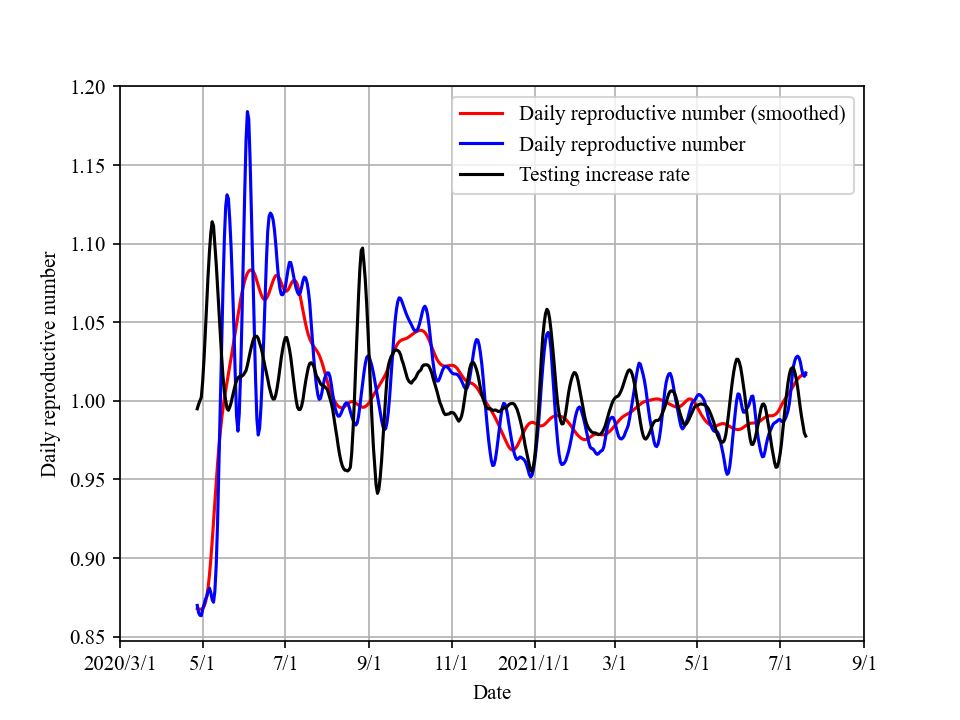 Daily reproductive number (smoothed)
Daily reproductive number
Testing increase rate
Daily reproductive number
1.20
1.15
1.10
1.05
1.00
0.95
0.90
0.85
2020/3/1 5/1 7/1 9/1 11/1 2021/1/1 3/1 5/1 7/1 9/1
Date